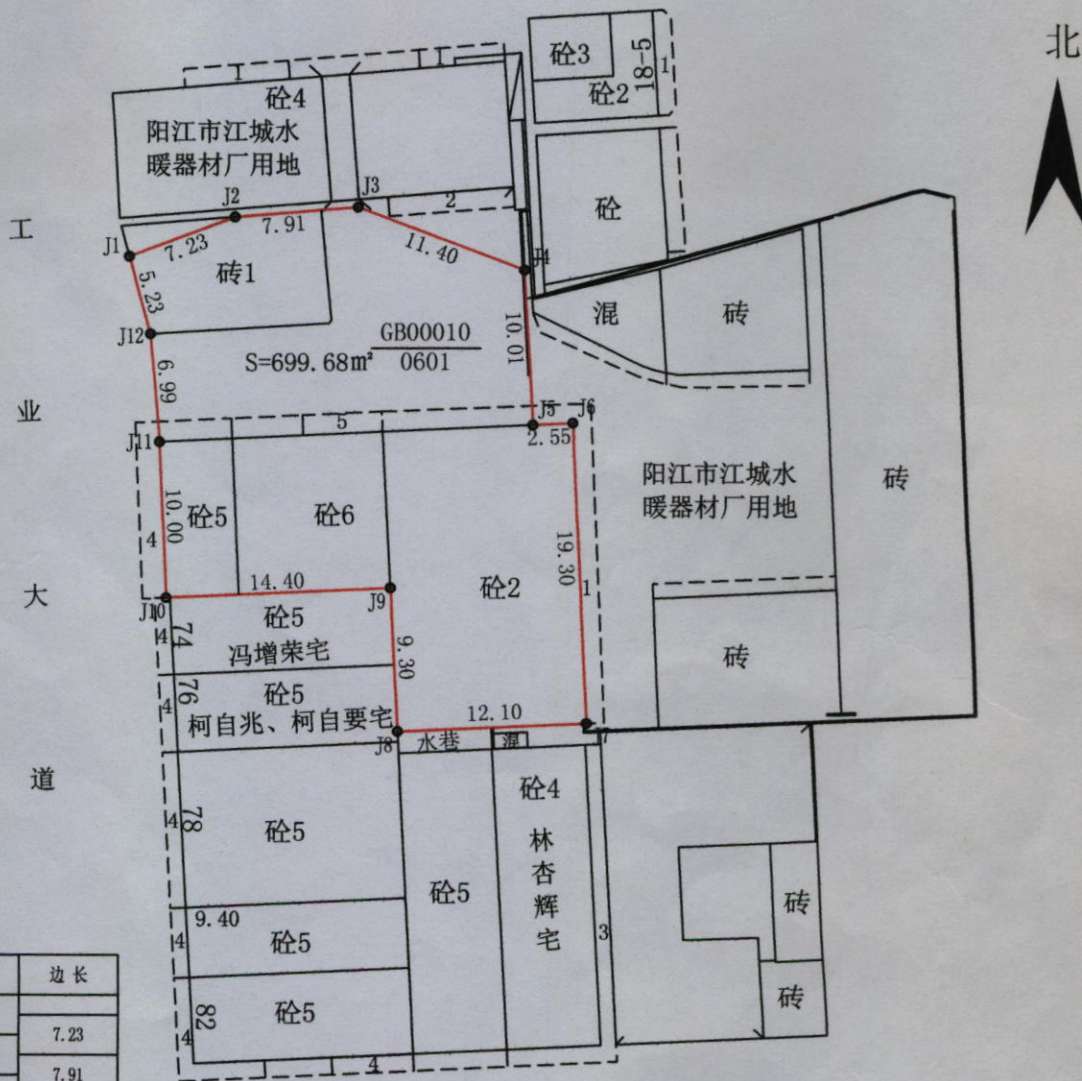 北
砼3
18-5
1
砼2
1
11
砼4
阳江市江城水
暖器材厂用地
J2
J3
2
砼
工
7.91
J1
7.23
11.40
J4
砖1
5.23
混
砖
J12
GB00010
S=699.68㎡
0601
10.01
6.99
业
5
J5
J6
2.55
J11
阳江市江城水
暖器材厂用地
砖
10.00
砼5
砼6
4
19.30
14.40
砼2
1
大
J10
J9
4
74
砼5
冯增荣宅
9.30
砖
76
砼5
4
柯自兆、柯自要宅
12.10
J8
水巷
混
7
道
砼4
78
4
砼5
林杏辉宅
砼5
砖
9.40
4
砼5
3
边长
砖
82
砼5
7.23
4
4
7.91